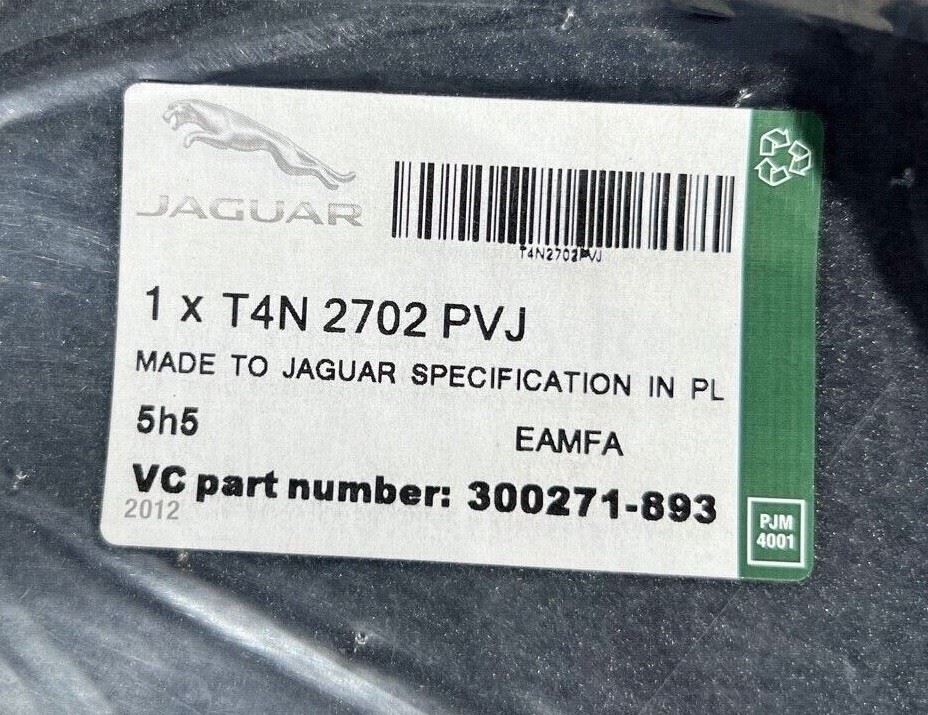 JAGUAR
T4N2702PVJ
1 x T4N 2702 PVJ
MADE TO JAGUAR SPECIFICATION IN PL
5h5
EAMFA
VC part number: 300271-893
2012
PJM
4001